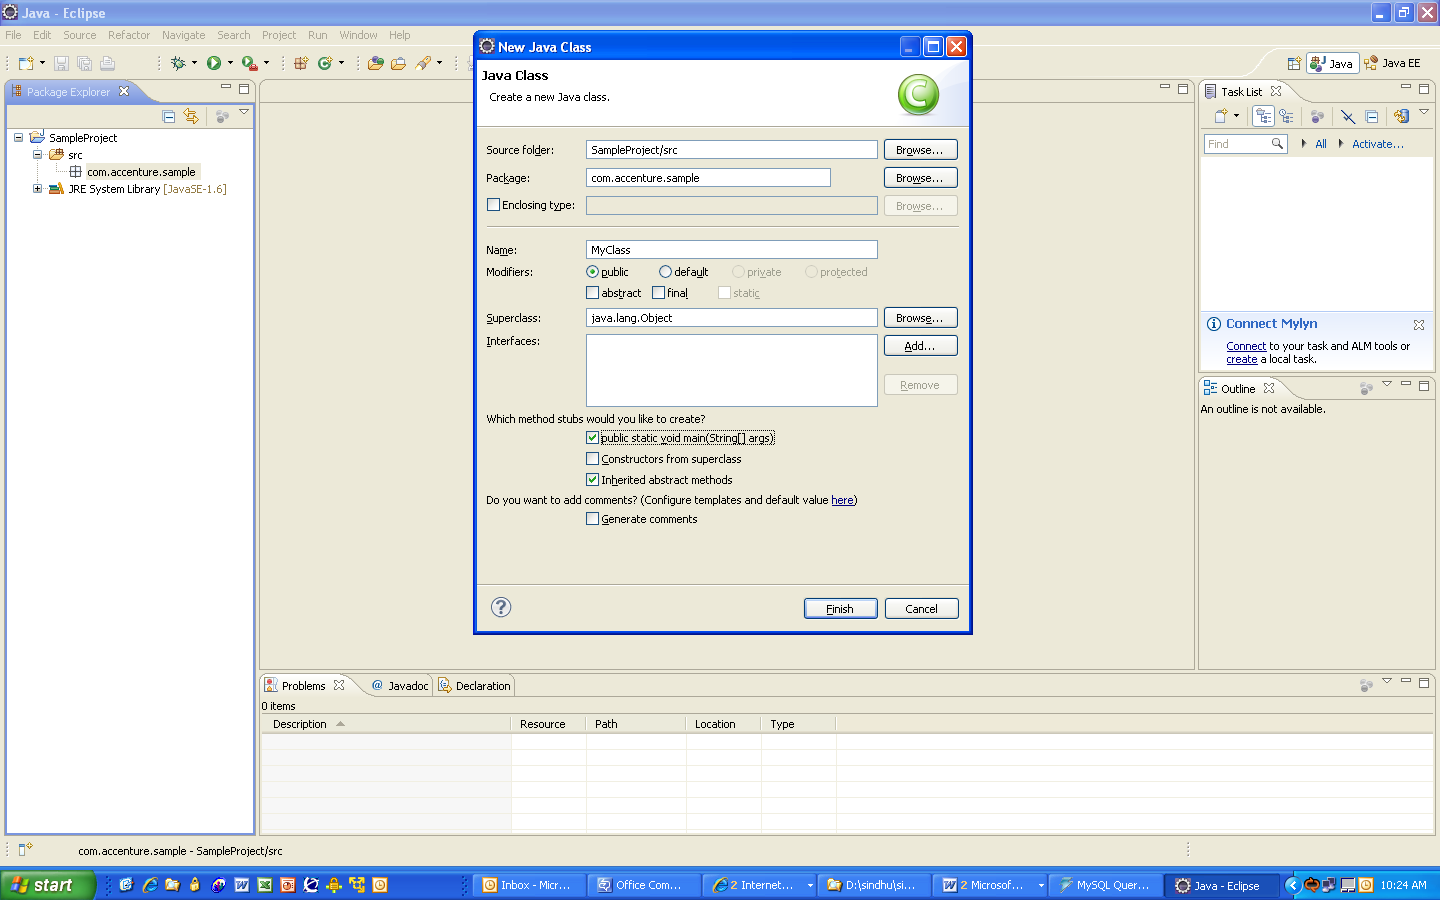 Java - Eclipse
File Edit Source Refactor Navigate Search Project Run Window Help
Java
Java EE
Package Explorer
SampleProject
src
com.accenture.sample
JRE System Library [JavaSE-1.6]
New Java Class
Java Class
Create a new Java class.
Source folder: SampleProject/src Browse...
Package: com.accenture.sample Browse...
Enclosing type: Browse...
Name: MyClass
Modifiers: public default private protected
abstract final static
Superclass: java.lang.Object Browse...
Interfaces: Add...
Remove
Which method stubs would you like to create?
public static void main(String[] args)
Constructors from superclass
Inherited abstract methods
Do you want to add comments? (Configure templates and default value here)
Generate comments
Finish Cancel
Task List
Find All Activate...
Connect Mylyn
Connect to your task and ALM tools or
create a local task.
Outline
An outline is not available.
Problems Javadoc Declaration
0 items
Description Resource Path Location Type
com.accenture.sample - SampleProject/src
start Inbox - Micr... Office Com... 2 Internet... D:\sindhu\si... 2 Microsof... MySQL Quer... Java - Eclipse 10:24 AM